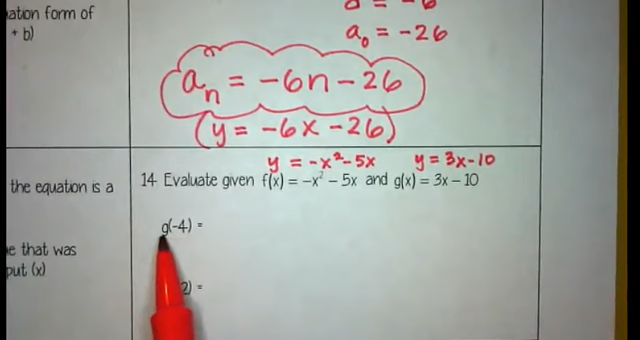 ation form of
+ b)
a₀ = -26
aₙ = -6n - 26
(y = -6x - 26)
the equation is a
e that was
put (x)
y = -x² - 5x y = 3x - 10
14. Evaluate given f(x) = -x² - 5x and g(x) = 3x - 10
g(-4) =
2) =